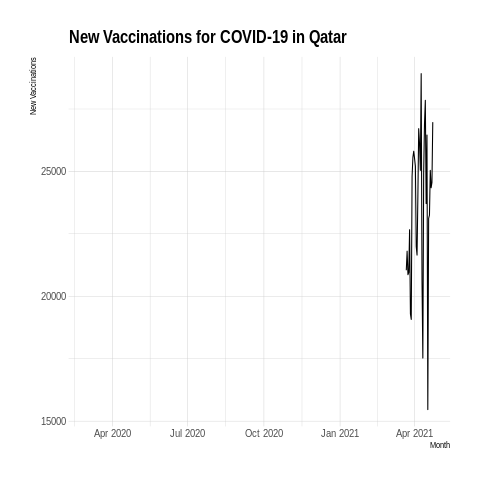 New Vaccinations for COVID-19 in Qatar
New Vaccinations
25000
20000
15000
Apr 2020 Jul 2020 Oct 2020 Jan 2021 Apr 2021
Month